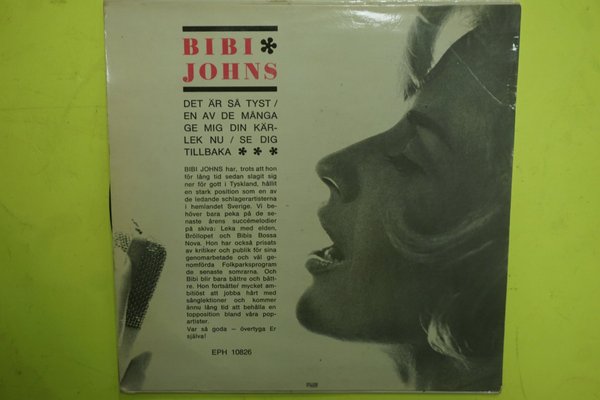 BIBI *
JOHNS
DET ÄR SÅ TYST /
EN AV DE MÅNGA
GE MIG DIN KÄR-
LEK NU / SE DIG
TILLBAKA * * *
BIBI JOHNS har, trots att hon
för lång tid sedan slagit sig
ner för gott i Tyskland, hållit
en stark position som en av
de ledande schlagerartisterna
i hemlandet Sverige. Vi be-
höver bara peka på de se-
naste årens succémelodier
på skiva: Leka med elden,
Bröllopet och Bibis Bossa
Nova. Hon har också prisats
av kritiker och publik för sina
genomarbetade och väl ge-
nomförda Folkparksprogram
de senaste somrarna. Och
Bibi blir bara bättre och bätt-
re. Hon fortsätter mycket am-
bitiöst att jobba hårt med
sånglektioner och kommer
ännu lång tid att behålla en
topposition bland våra pop-
artister.
Var så goda – övertyga Er
själva!
EPH 10826